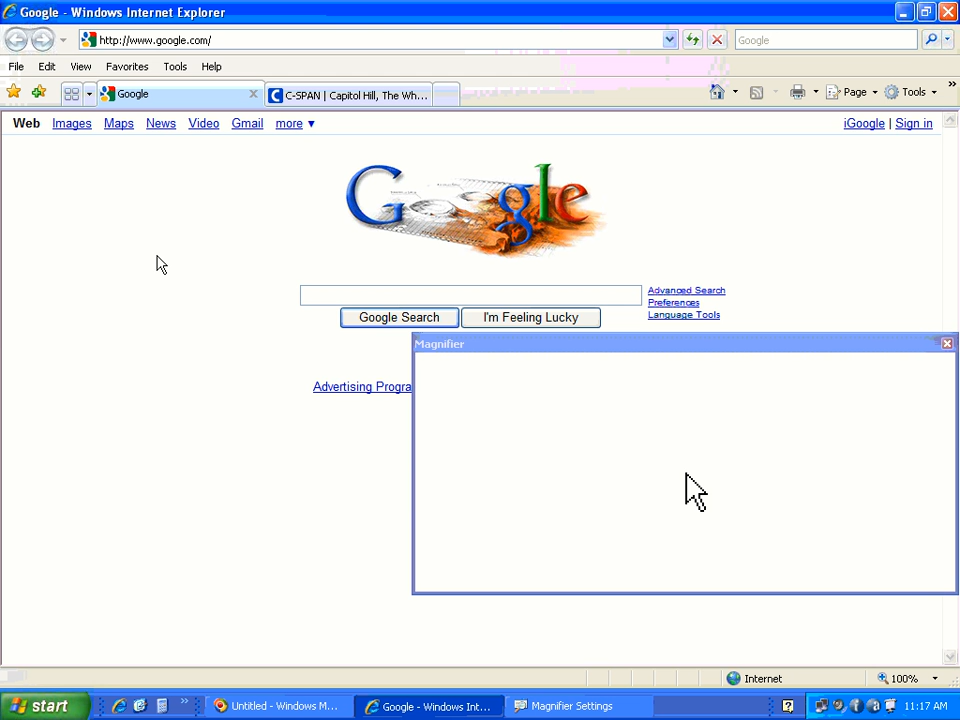 Google - Windows Internet Explorer
http://www.google.com/
Google
File Edit View Favorites Tools Help
Google
C-SPAN | Capitol Hill, The Wh...
Page Tools
Web Images Maps News Video Gmail more ▼
iGoogle | Sign in
Google
Advanced Search
Preferences
Language Tools
Google Search
I'm Feeling Lucky
Magnifier
Advertising Progra
Internet
100%
start
Untitled - Windows M...
Google - Windows Int...
Magnifier Settings
11:17 AM